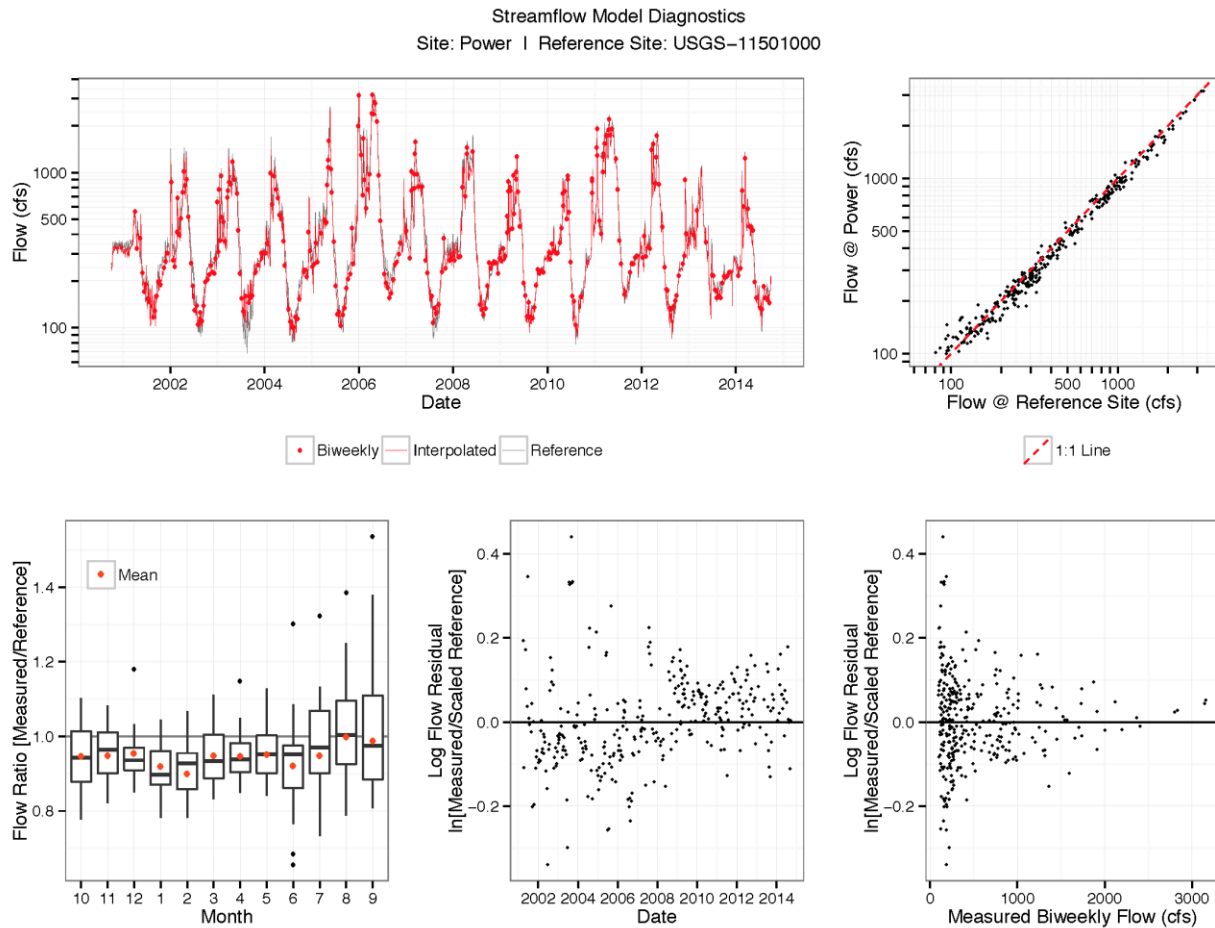 Streamflow Model Diagnostics
Site: Power | Reference Site: USGS-11501000
Flow (cfs)
1000
500
100
2002 2004 2006 2008 2010 2012 2014
Date
Biweekly Interpolated Reference
Flow @ Power (cfs)
1000
500
100
100 500 1000
Flow @ Reference Site (cfs)
1:1 Line
Flow Ratio [Measured/Reference]
1.4
1.2
1.0
0.8
Mean
10 11 12 1 2 3 4 5 6 7 8 9
Month
Log Flow Residual
ln[Measured/Scaled Reference]
0.4
0.2
0.0
−0.2
2002 2004 2006 2008 2010 2012 2014
Date
Log Flow Residual
ln[Measured/Scaled Reference]
0.4
0.2
0.0
−0.2
0 1000 2000 3000
Measured Biweekly Flow (cfs)